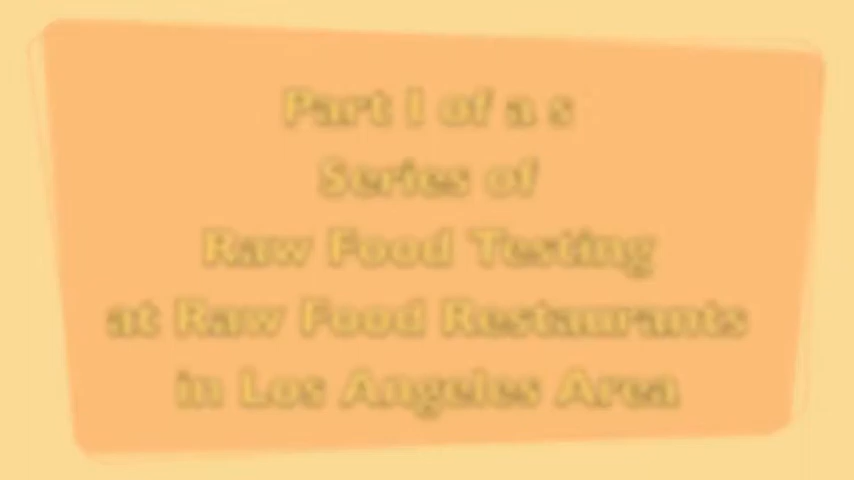 Part I of a s
Series of
Raw Food Testing
at Raw Food Restaurants
in Los Angeles Area